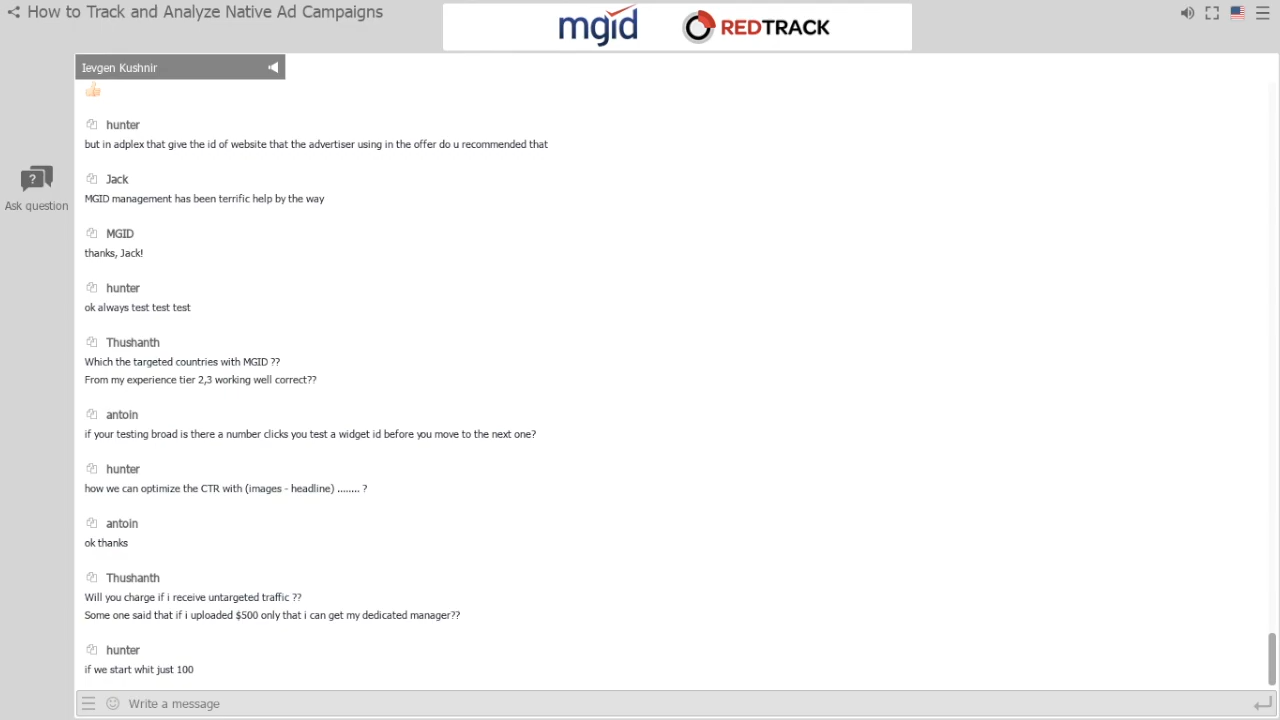 How to Track and Analyze Native Ad Campaigns
mgid
REDTRACK
Ievgen Kushnir
hunter
but in adplex that give the id of website that the advertiser using in the offer do u recommended that
Jack
MGID management has been terrific help by the way
MGID
thanks, Jack!
hunter
ok always test test test
Thushanth
Which the targeted countries with MGID ??
From my experience tier 2,3 working well correct??
antoin
if your testing broad is there a number clicks you test a widget id before you move to the next one?
hunter
how we can optimize the CTR with (images - headline) ........ ?
antoin
ok thanks
Thushanth
Will you charge if i receive untargeted traffic ??
Some one said that if i uploaded $500 only that i can get my dedicated manager??
hunter
if we start whit just 100
Write a message
?
Ask question